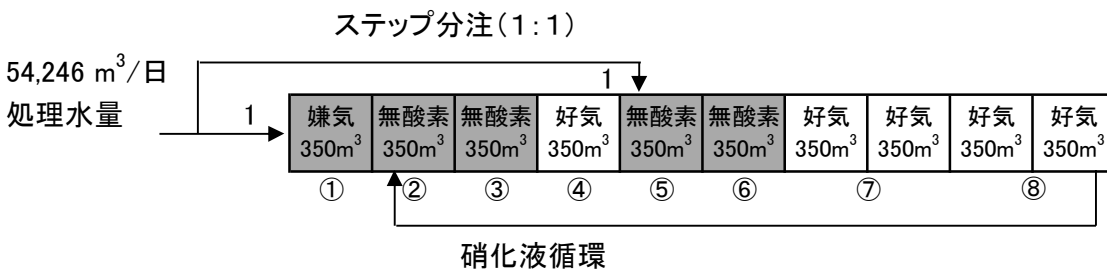 ステップ分注(1:1)
54,246 m³/日
処理水量
1
1
嫌気 無酸素 無酸素 好気 無酸素 無酸素 好気 好気 好気 好気
350m³ 350m³ 350m³ 350m³ 350m³ 350m³ 350m³ 350m³ 350m³ 350m³
① ② ③ ④ ⑤ ⑥ ⑦ ⑧
硝化液循環